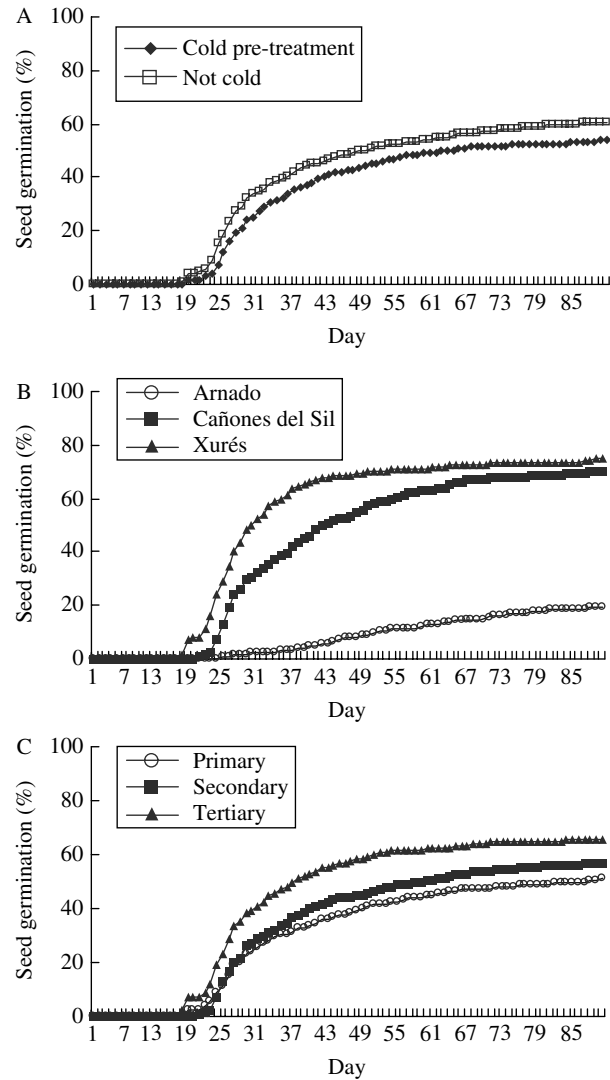 A
100
80
60
40
20
0
Seed germination (%)
Cold pre-treatment
Not cold
1 7 13 19 25 31 37 43 49 55 61 67 73 79 85
Day
B
100
80
60
40
20
0
Seed germination (%)
Arnado
Cañones del Sil
Xurés
1 7 13 19 25 31 37 43 49 55 61 67 73 79 85
Day
C
100
80
60
40
20
0
Seed germination (%)
Primary
Secondary
Tertiary
1 7 13 19 25 31 37 43 49 55 61 67 73 79 85
Day